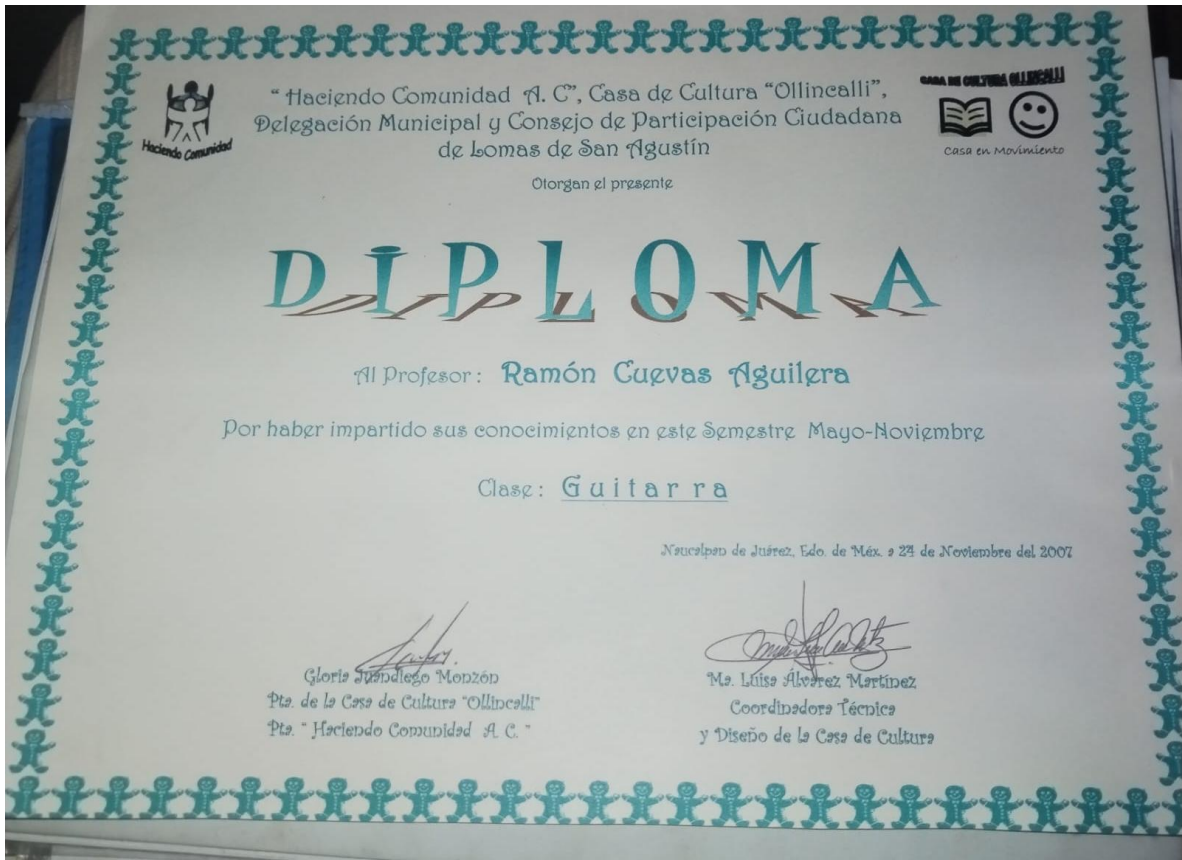 Haciendo Comunidad
" Haciendo Comunidad A. C", Casa de Cultura "Ollincalli",
Delegación Municipal y Consejo de Participación Ciudadana
de Lomas de San Agustín
CASA DE CULTURA OLLINCALLI
Casa en Movimiento
Otorgan el presente
DIPLOMA
Al Profesor: Ramón Cuevas Aguilera
Por haber impartido sus conocimientos en este Semestre Mayo-Noviembre
Clase: Guitarra
Naucalpan de Juárez, Edo. de Méx. a 24 de Noviembre del 2007
Gloria Juandiego Monzón
Pta. de la Casa de Cultura "Ollincalli"
Pta. " Haciendo Comunidad A. C. "
Ma. Luisa Álvarez Martínez
Coordinadora Técnica
y Diseño de la Casa de Cultura